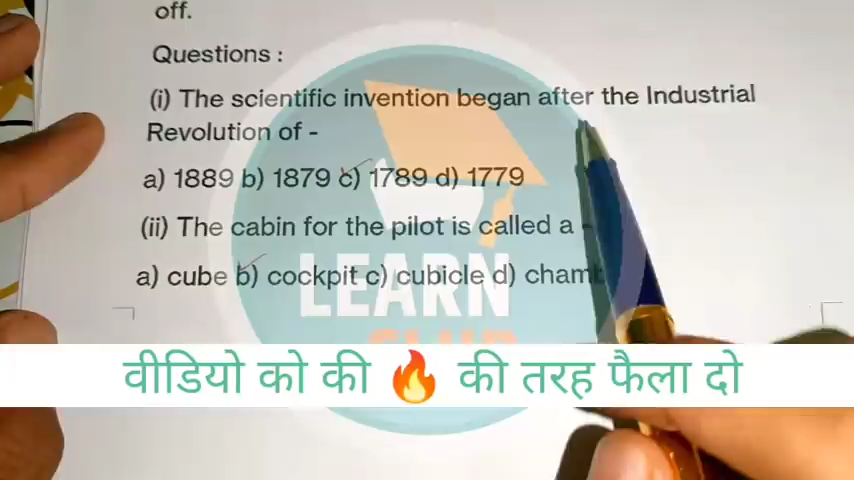 off.
Questions :
(i) The scientific invention began after the Industrial
Revolution of -
a) 1889 b) 1879 c) 1789 d) 1779
(ii) The cabin for the pilot is called a -
a) cube b) cockpit c) cubicle d)
LEARN
वीडियो को की 🔥 की तरह फैला दो